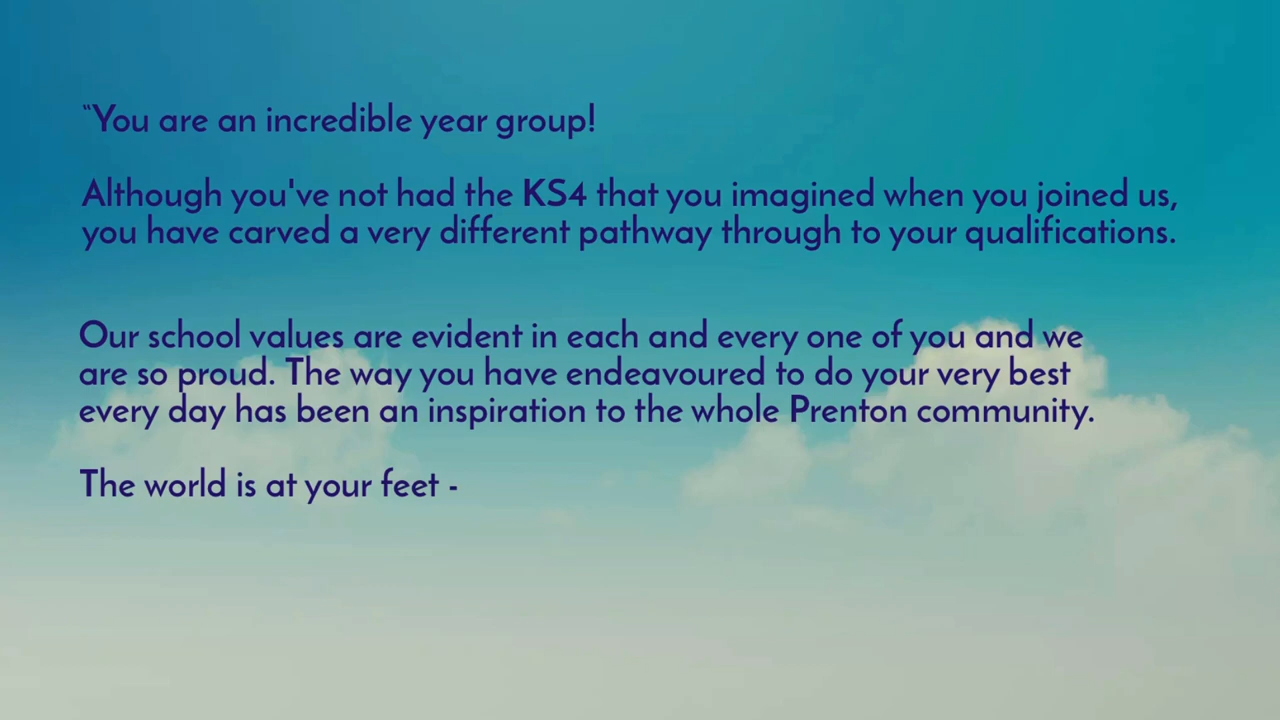 “You are an incredible year group!
Although you've not had the KS4 that you imagined when you joined us,
you have carved a very different pathway through to your qualifications.
Our school values are evident in each and every one of you and we
are so proud. The way you have endeavoured to do your very best
every day has been an inspiration to the whole Prenton community.
The world is at your feet -